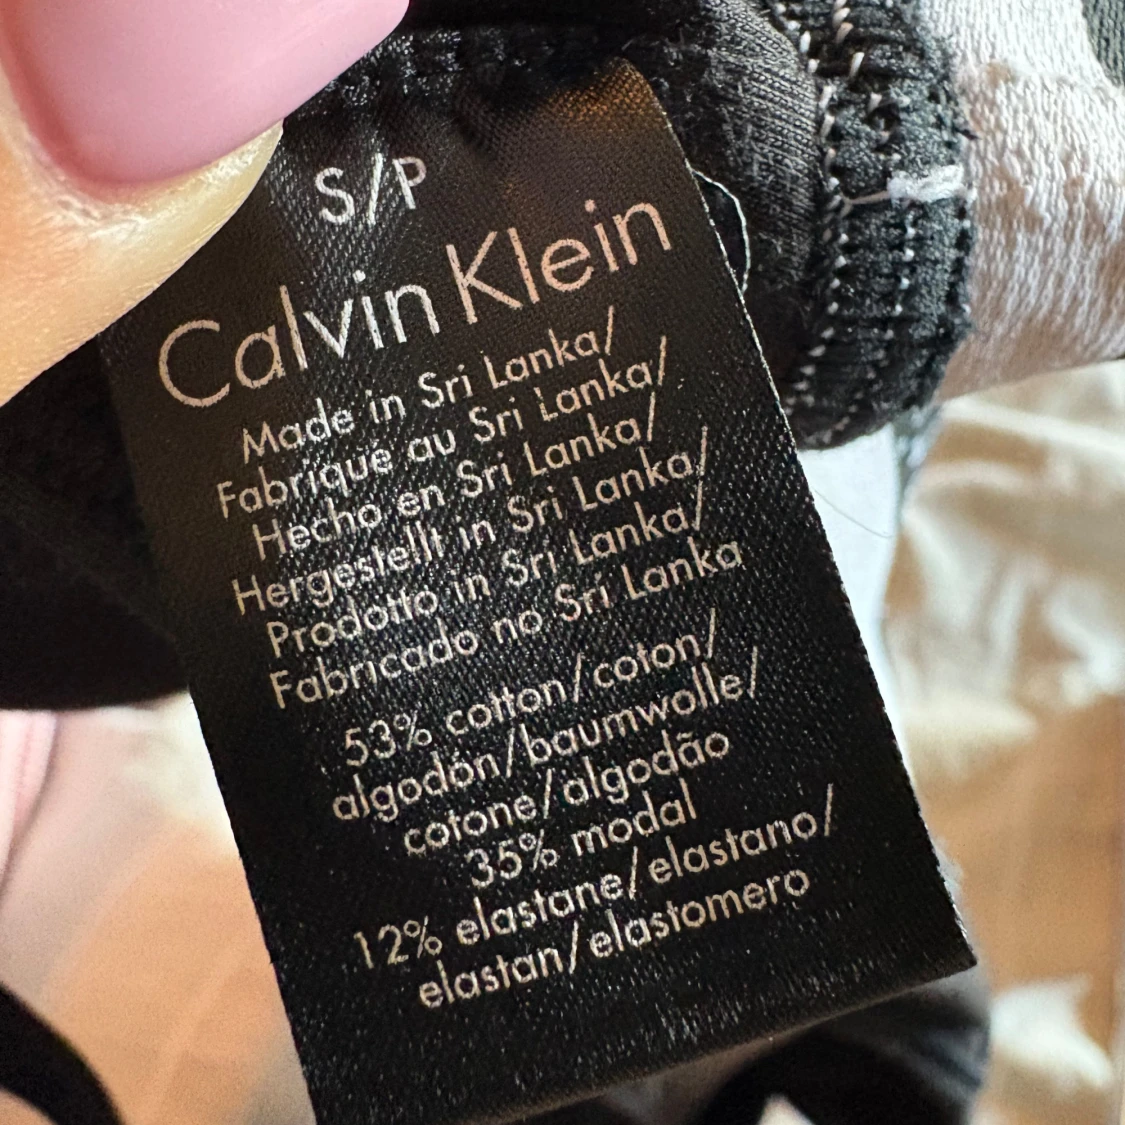 S/P
Calvin Klein
Made in Sri Lanka/
Fabriqué au Sri Lanka/
Hecho en Sri Lanka/
Hergestellt in Sri Lanka/
Prodotto in Sri Lanka/
Fabricado no Sri Lanka
53% cotton/coton/
algodón/baumwolle/
cotone/algodão
35% modal
12% elastane/elastano/
elastan/elastomero